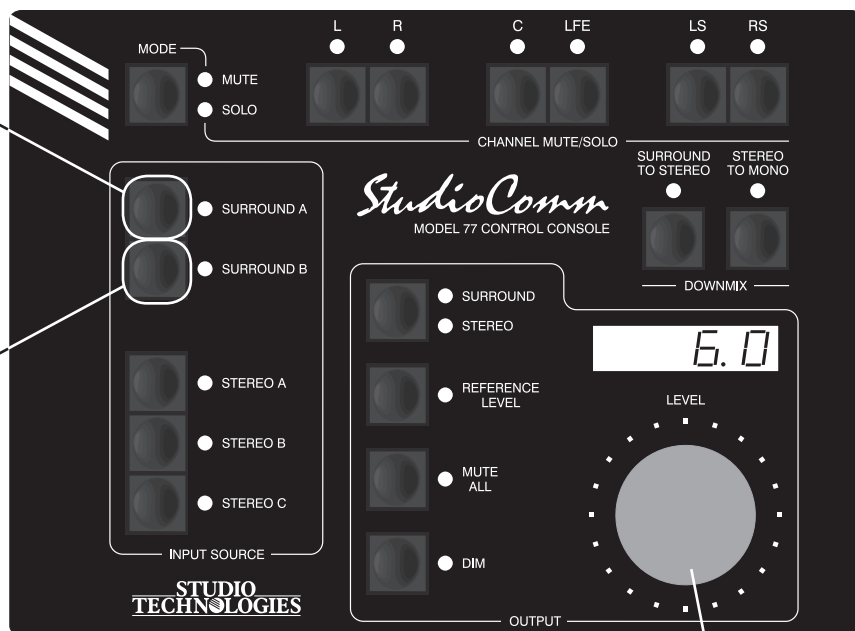 L R C LFE LS RS
MODE
MUTE
SOLO
CHANNEL MUTE/SOLO
SURROUND TO STEREO
STEREO TO MONO
DOWNMIX
StudioComm
MODEL 77 CONTROL CONSOLE
SURROUND A
SURROUND B
STEREO A
STEREO B
STEREO C
INPUT SOURCE
STUDIO
TECHNOLOGIES
SURROUND
STEREO
REFERENCE
LEVEL
MUTE
ALL
DIM
OUTPUT
6.0
LEVEL